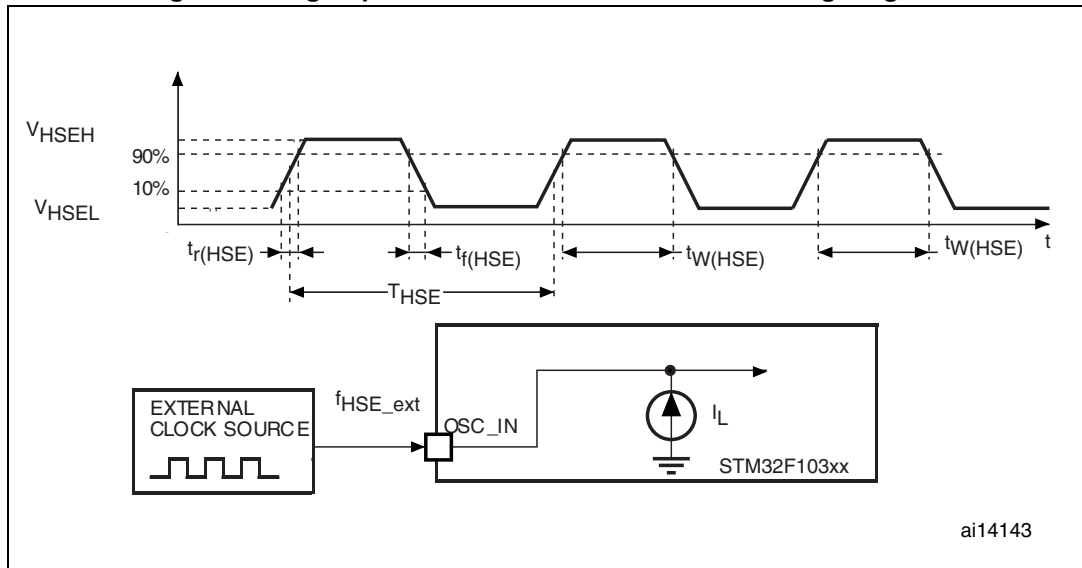 VHSEH
90%
10%
VHSEL
tr(HSE)
tf(HSE)
tW(HSE)
tW(HSE)
t
THSE
EXTERNAL
CLOCK SOURCE
fHSE_ext
OSC_IN
IL
STM32F103xx
ai14143